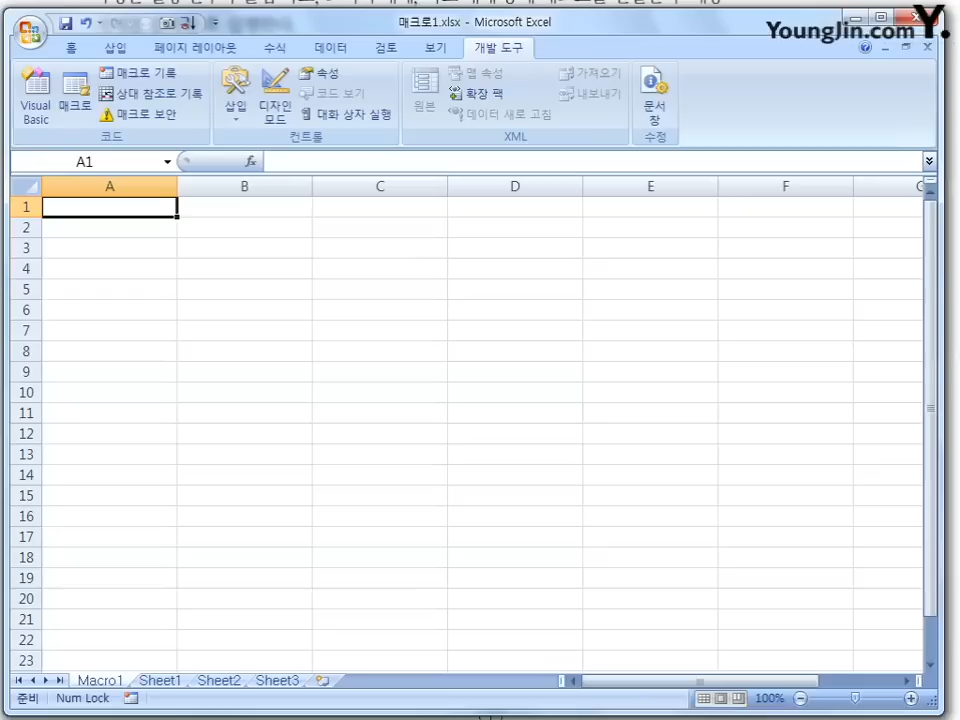 매크로1.xlsx - Microsoft Excel
YoungJin.com Y.
홈 삽입 페이지 레이아웃 수식 데이터 검토 보기 개발 도구
Visual Basic
매크로
매크로 기록
상대 참조로 기록
매크로 보안
코드
삽입
디자인 모드
속성
코드 보기
대화 상자 실행
컨트롤
원본
맵 속성
확장 팩
데이터 새로 고침
가져오기
내보내기
XML
문서 창
수정
A1 fx
A B C D E F G
1
2
3
4
5
6
7
8
9
10
11
12
13
14
15
16
17
18
19
20
21
22
23
Macro1 Sheet1 Sheet2 Sheet3
준비 Num Lock 100%